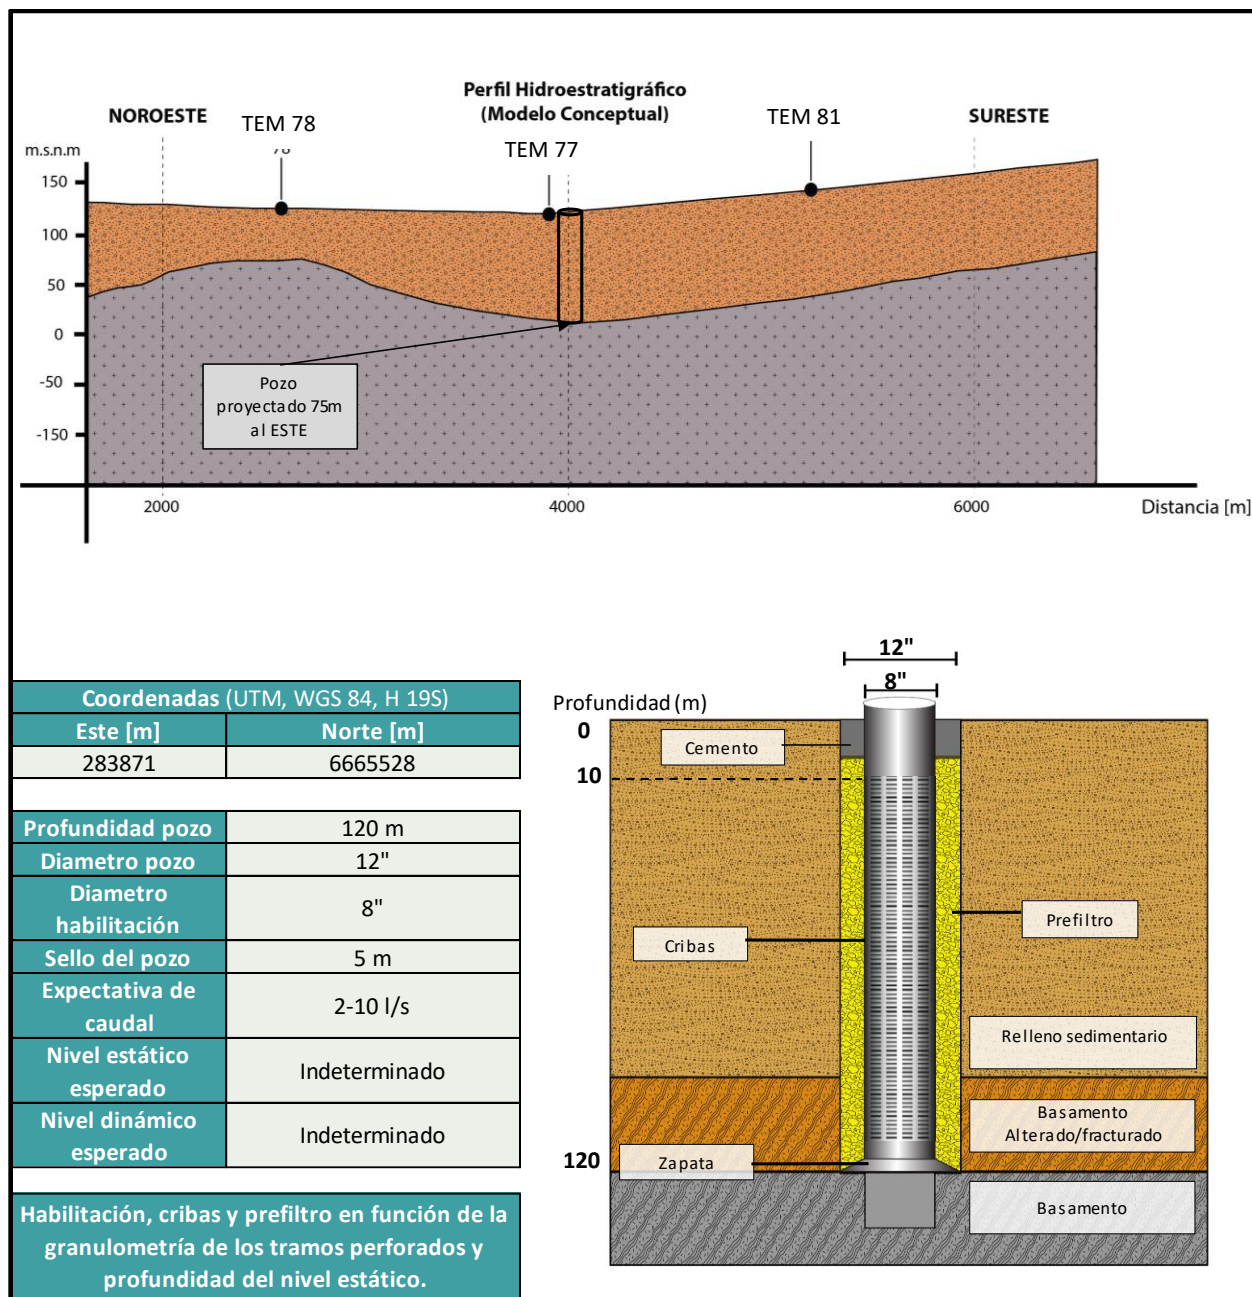 Perfil Hidroestratigráfico
(Modelo Conceptual)
NOROESTE
TEM 78
TEM 77
TEM 81
SURESTE
m.s.n.m
78
150
100
50
0
-50
-150
Pozo
proyectado 75m
al ESTE
2000
4000
6000
Distancia [m]
Coordenadas (UTM, WGS 84, H 19S)
Este [m]
Norte [m]
283871
6665528
Profundidad pozo
120 m
Diametro pozo
12"
Diametro
habilitación
8"
Sello del pozo
5 m
Expectativa de
caudal
2-10 l/s
Nivel estático
esperado
Indeterminado
Nivel dinámico
esperado
Indeterminado
Habilitación, cribas y prefiltro en función de la
granulometría de los tramos perforados y
profundidad del nivel estático.
12"
8"
Profundidad (m)
0
Cemento
10
Cribas
Prefiltro
Relleno sedimentario
Basamento
Alterado/fracturado
120
Zapata
Basamento